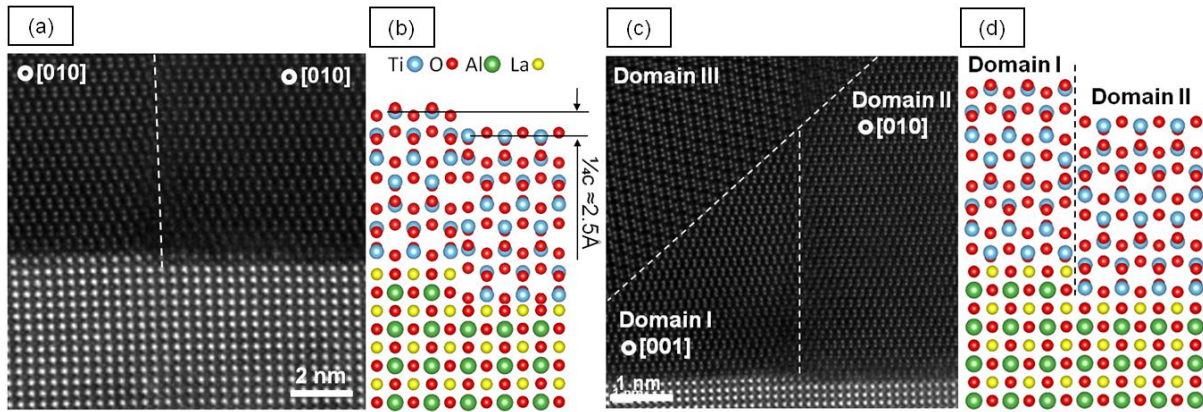 (a)
[010]
[010]
2 nm
(b)
Ti O Al La
¼c ≈2.5Å
(c)
Domain III
Domain II
[010]
Domain I
[001]
1 nm
(d)
Domain I
Domain II